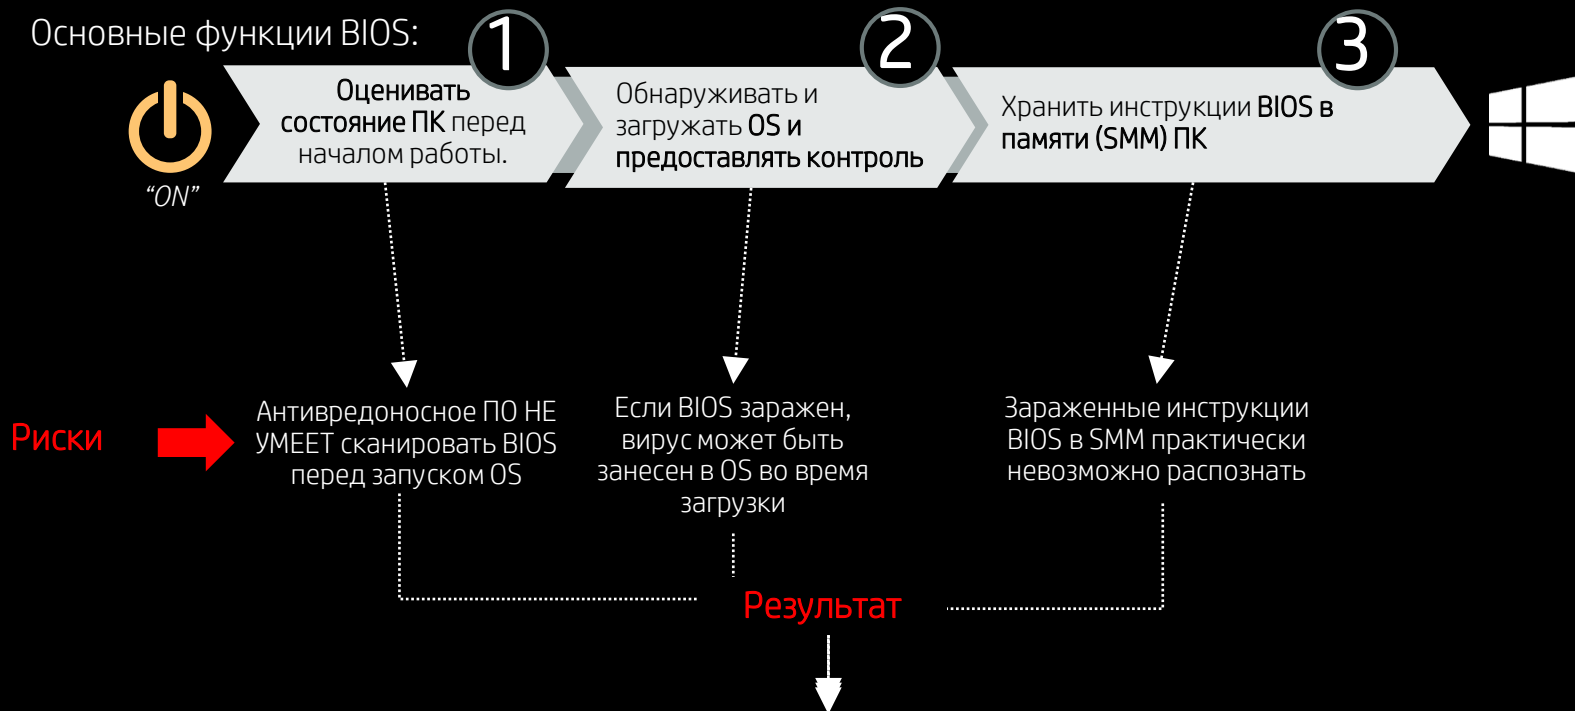 Основные функции BIOS:
1
2
3
Оценивать
состояние ПК перед
началом работы.
Обнаруживать и
загружать OS и
предоставлять контроль
Хранить инструкции BIOS в
памяти (SMM) ПК
“ON”
Риски
Антивредоносное ПО НЕ
УМЕЕТ сканировать BIOS
перед запуском OS
Если BIOS заражен,
вирус может быть
занесен в OS во время
загрузки
Зараженные инструкции
BIOS в SMM практически
невозможно распознать
Результат